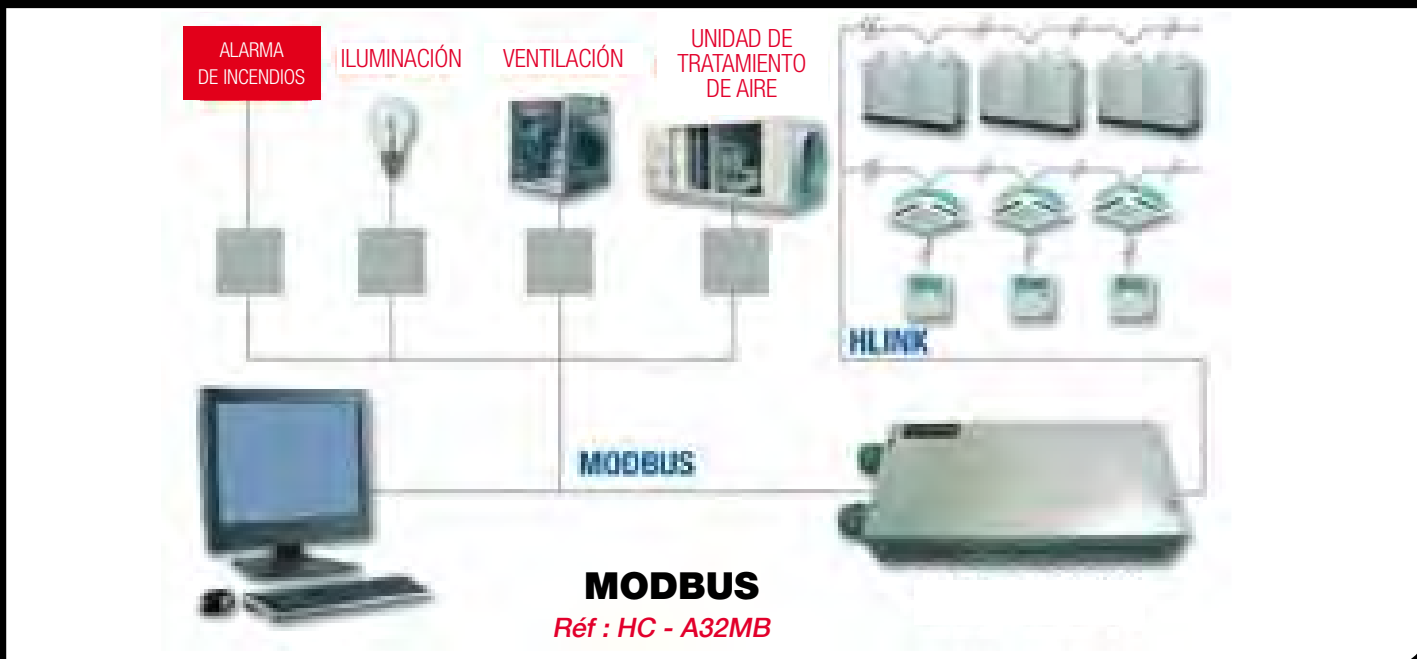 ALARMA
DE INCENDIOS
ILUMINACIÓN
VENTILACIÓN
UNIDAD DE
TRATAMIENTO
DE AIRE
HLINK
MODBUS
MODBUS
Réf : HC - A32MB